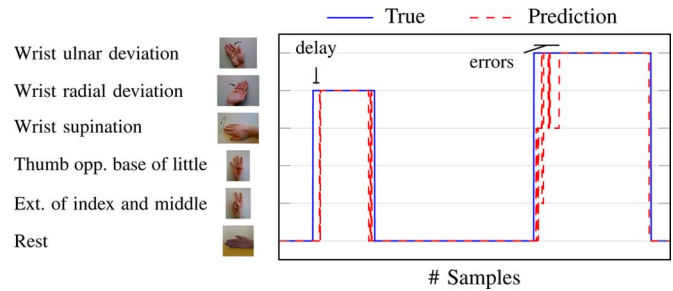 True
Prediction
Wrist ulnar deviation
delay
errors
Wrist radial deviation
Wrist supination
Thumb opp. base of little
Ext. of index and middle
Rest
# Samples